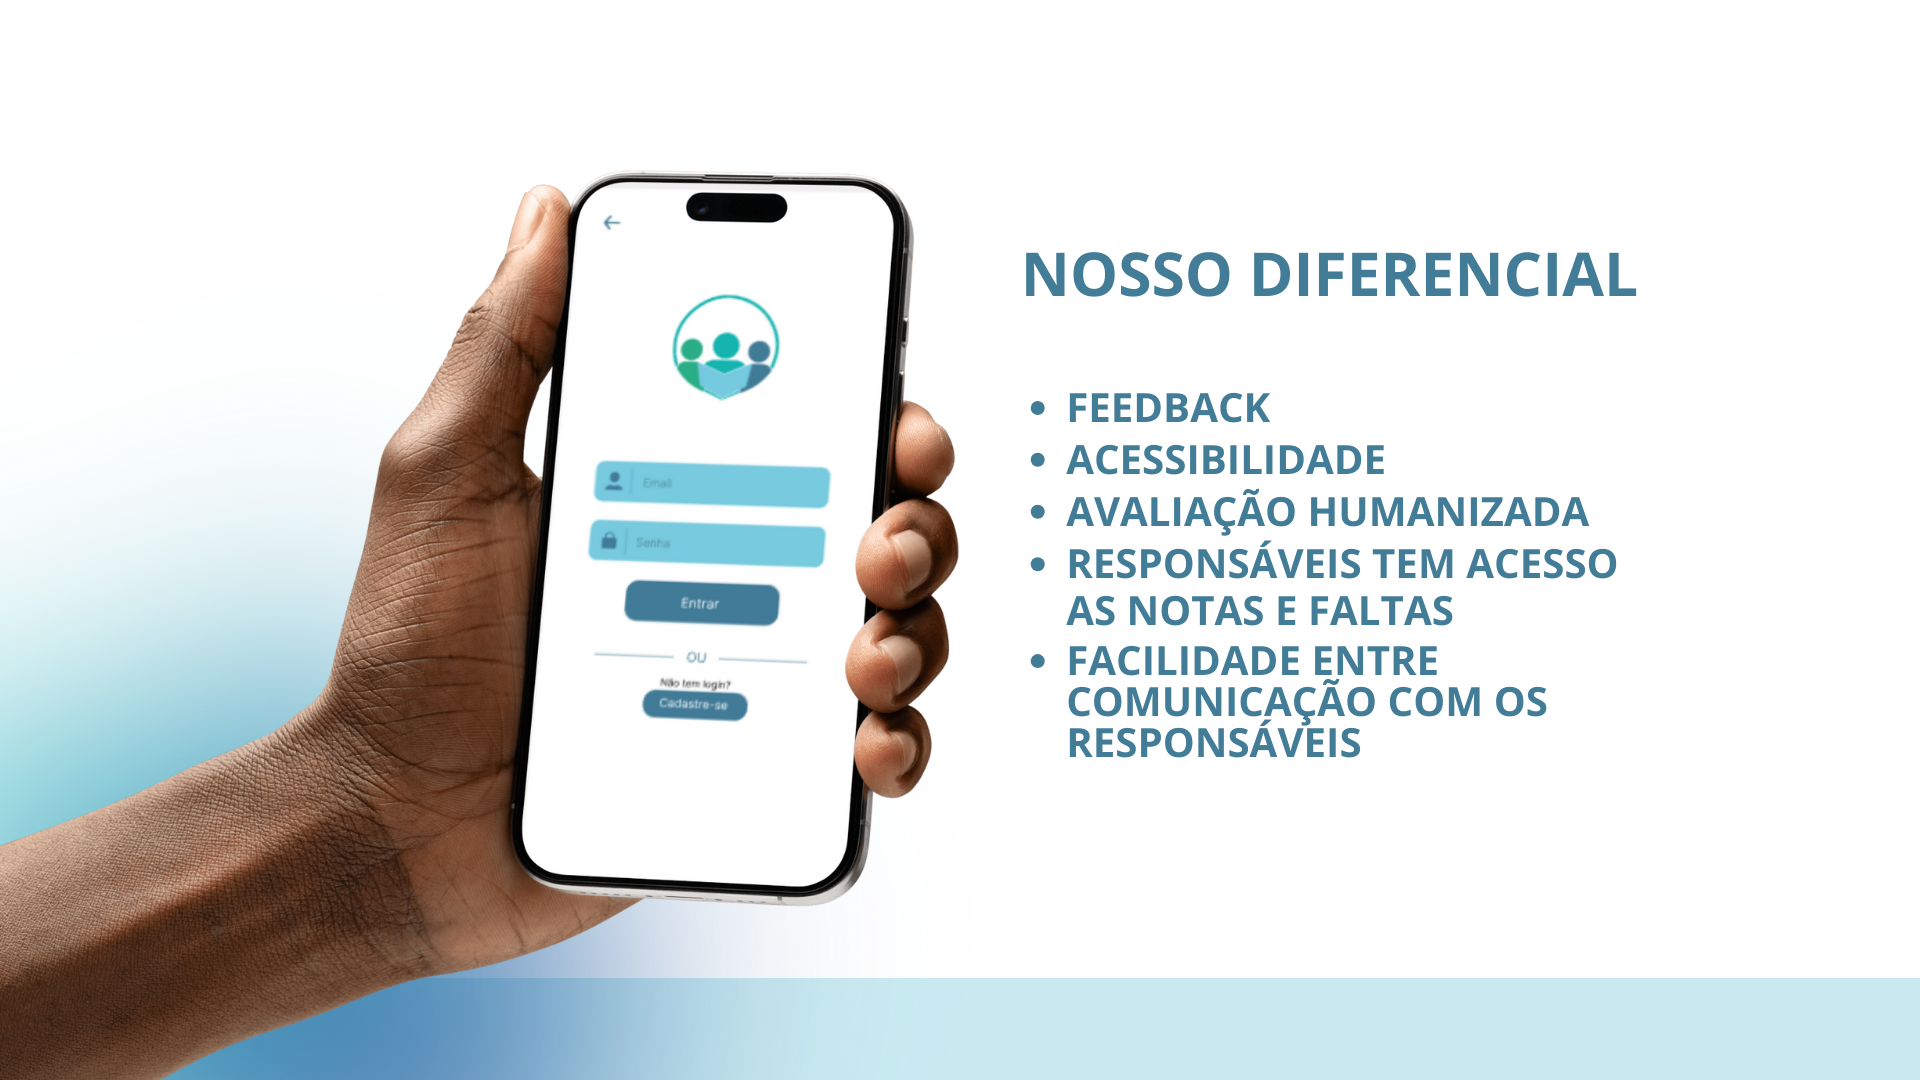 NOSSO DIFERENCIAL
FEEDBACK
ACESSIBILIDADE
AVALIAÇÃO HUMANIZADA
RESPONSÁVEIS TEM ACESSO
AS NOTAS E FALTAS
FACILIDADE ENTRE
COMUNICAÇÃO COM OS
RESPONSÁVEIS
Email
Senha
Entrar
OU
Não tem login?
Cadastre-se